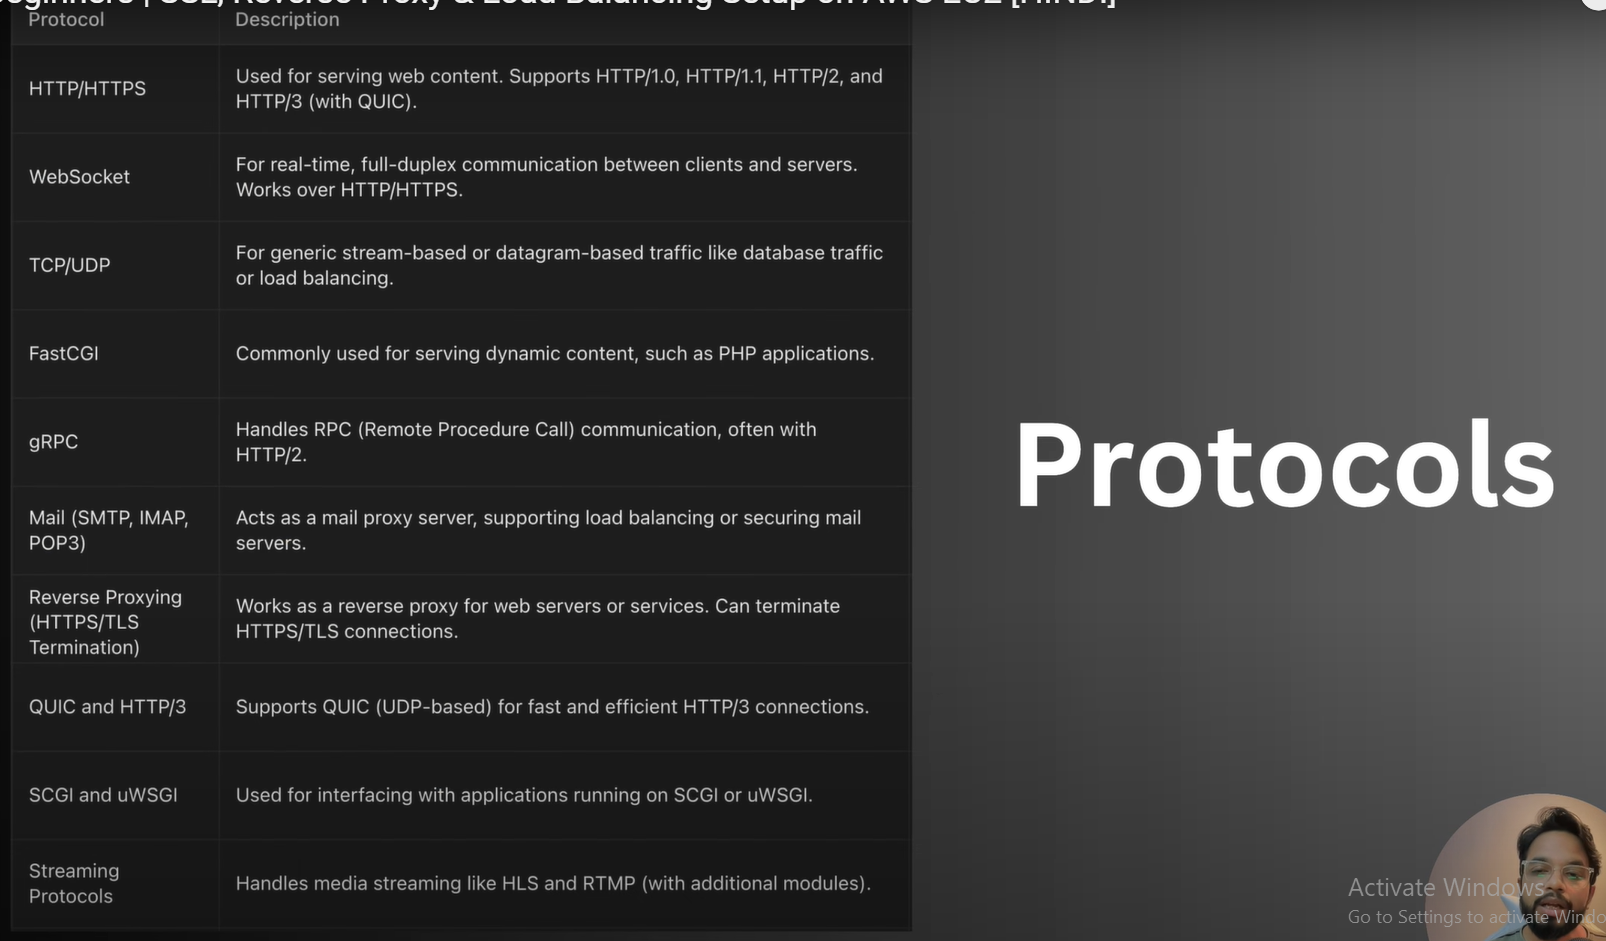 Beginners | SSL, Reverse Proxy & Load Balancing Setup on AWS EC2 [HINDI]
Protocol
Description
HTTP/HTTPS
Used for serving web content. Supports HTTP/1.0, HTTP/1.1, HTTP/2, and
HTTP/3 (with QUIC).
WebSocket
For real-time, full-duplex communication between clients and servers.
Works over HTTP/HTTPS.
TCP/UDP
For generic stream-based or datagram-based traffic like database traffic
or load balancing.
FastCGI
Commonly used for serving dynamic content, such as PHP applications.
gRPC
Handles RPC (Remote Procedure Call) communication, often with
HTTP/2.
Mail (SMTP, IMAP,
POP3)
Acts as a mail proxy server, supporting load balancing or securing mail
servers.
Reverse Proxying
(HTTPS/TLS
Termination)
Works as a reverse proxy for web servers or services. Can terminate
HTTPS/TLS connections.
QUIC and HTTP/3
Supports QUIC (UDP-based) for fast and efficient HTTP/3 connections.
SCGI and uWSGI
Used for interfacing with applications running on SCGI or uWSGI.
Streaming
Protocols
Handles media streaming like HLS and RTMP (with additional modules).
Protocols
Activate Windows
Go to Settings to activate Windo